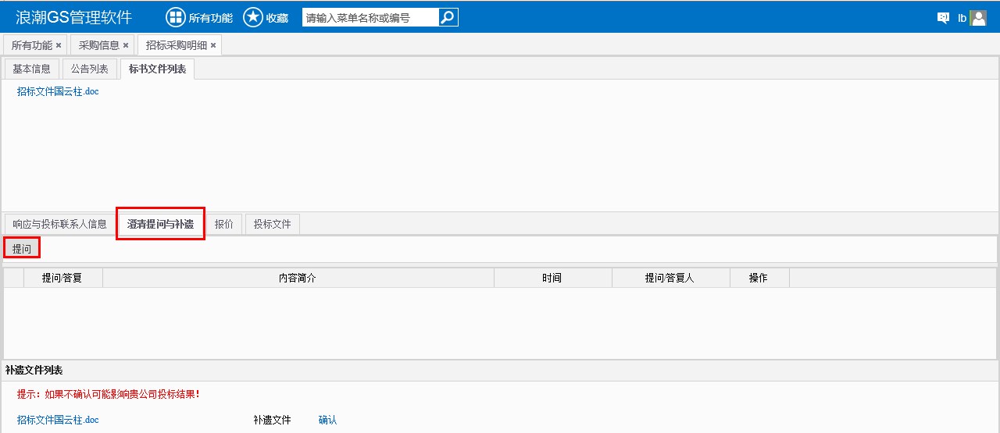 浪潮GS管理软件 所有功能 收藏 请输入菜单名称或编号 lb
所有功能 × 采购信息 × 招标采购明细 ×
基本信息 公告列表 标书文件列表
招标文件国云柱.doc
响应与投标联系人信息 澄清提问与补遗 报价 投标文件
提问
提问/答复 内容简介 时间 提问/答复人 操作
补遗文件列表
提示：如果不确认可能影响贵公司投标结果！
招标文件国云柱.doc 补遗文件 确认